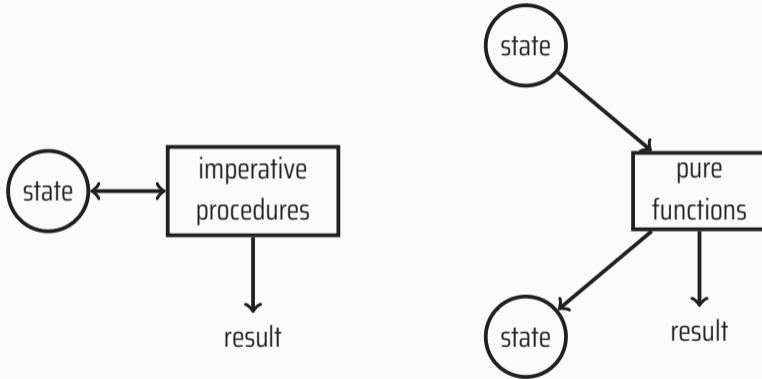 state
imperative
procedures
result
state
pure
functions
state
result